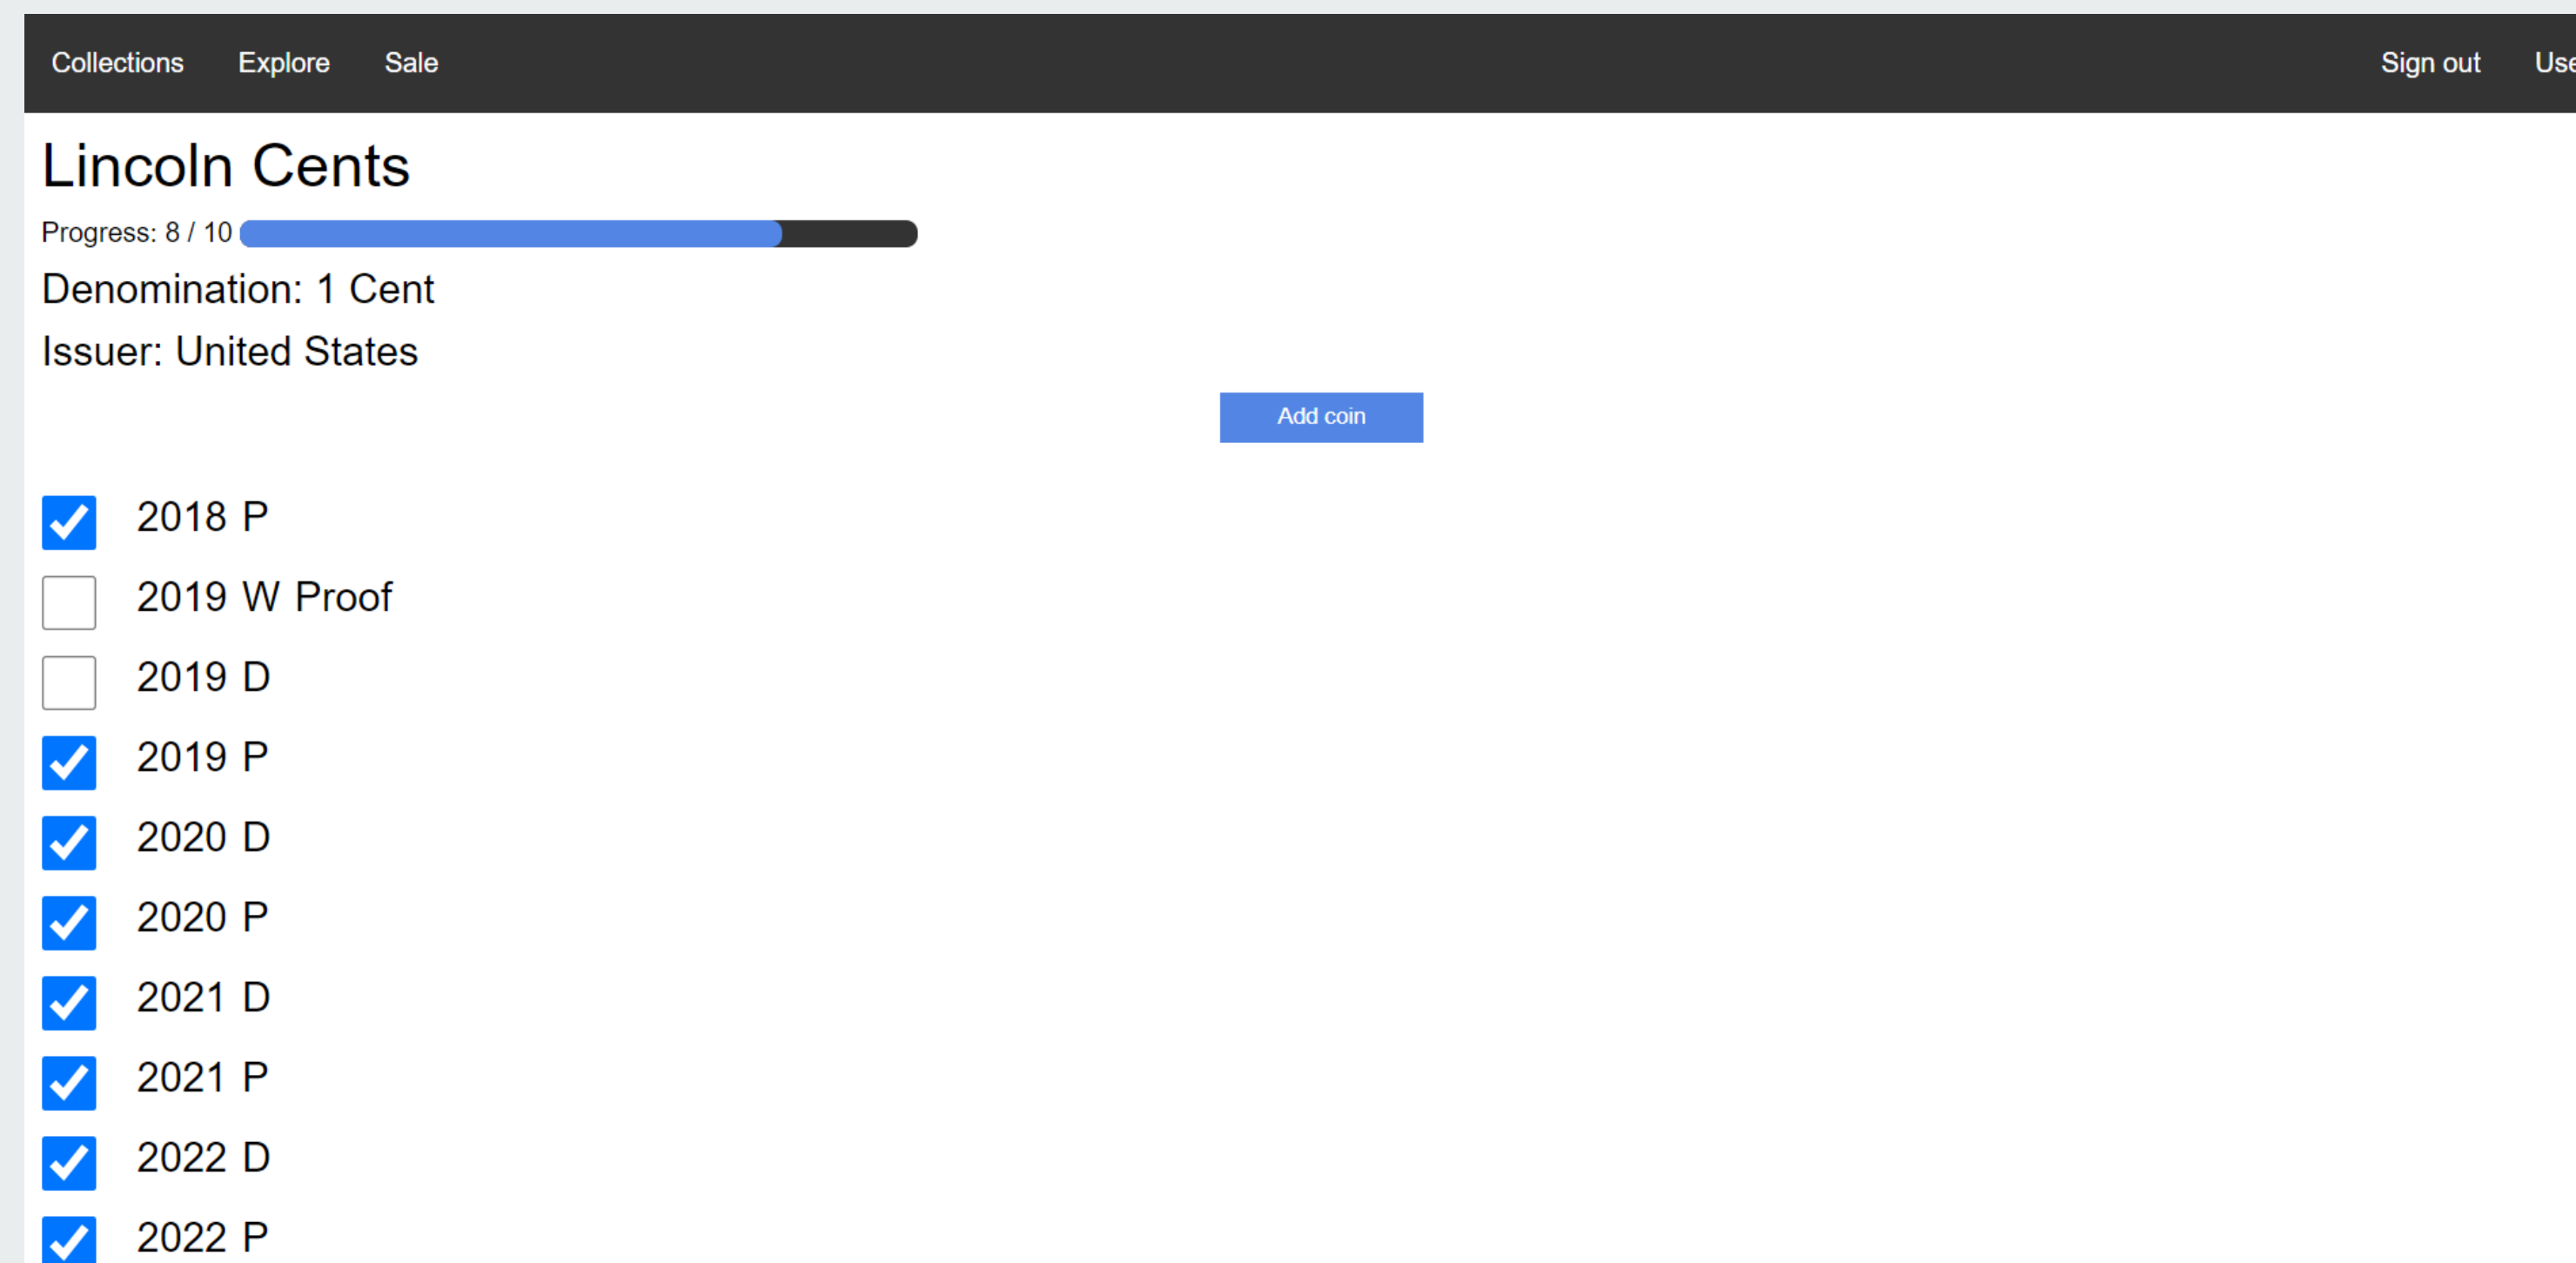 Collections Explore Sale Sign out
Lincoln Cents
Progress: 8 / 10
Denomination: 1 Cent
Issuer: United States
Add coin
2018 P
2019 W Proof
2019 D
2019 P
2020 D
2020 P
2021 D
2021 P
2022 D
2022 P